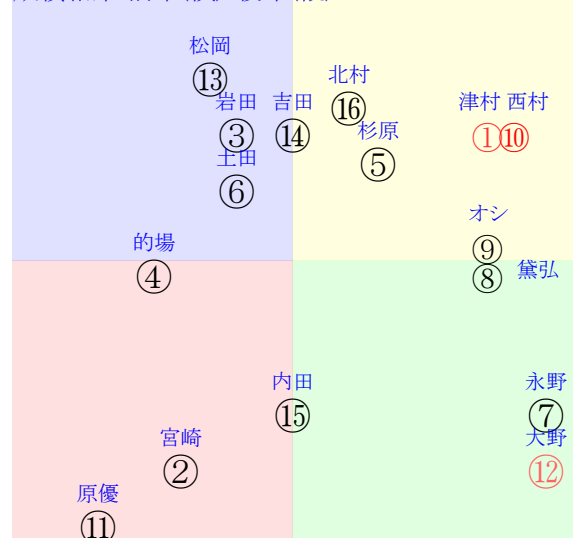 松岡
⑬
北村
⑯
岩田
③
吉田
⑭
津村 西村
①⑩
杉原
⑤
土田
⑥
オシ
⑨
的場
④
⑧
黛弘
内田
⑮
永野
⑦
宮崎
②
大野
⑫
原優
⑪